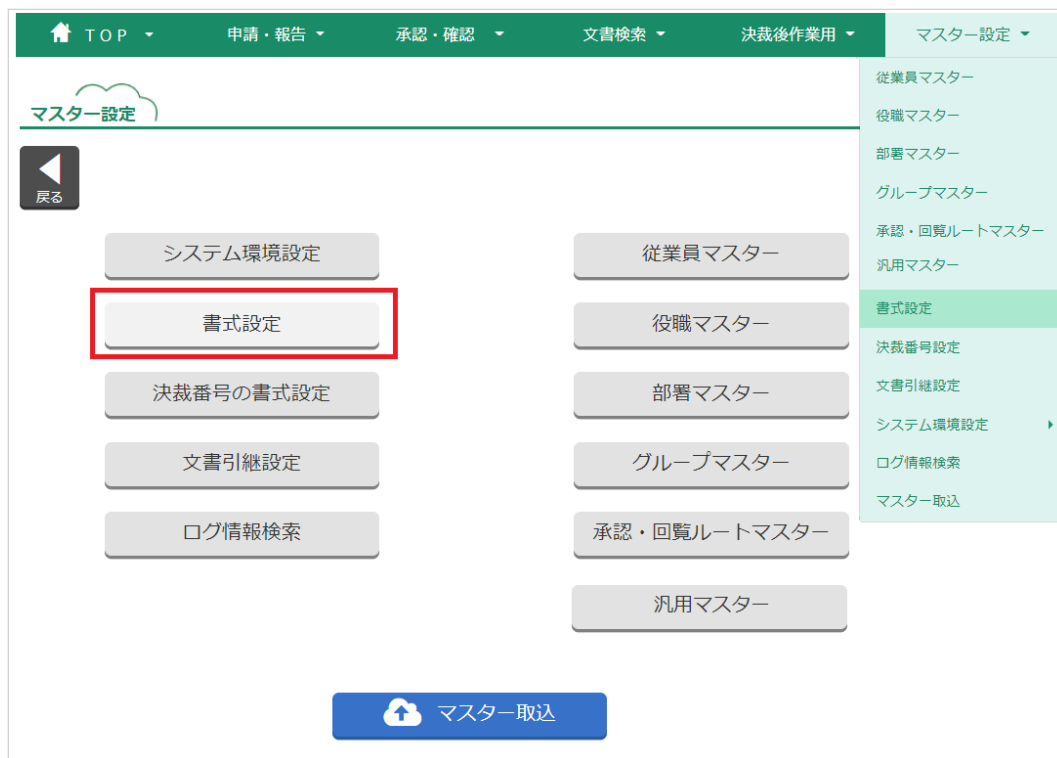 TOP
申請・報告
承認・確認
文書検索
決裁後作業用
マスター設定
マスター設定
戻る
システム環境設定
書式設定
決裁番号の書式設定
文書引継設定
ログ情報検索
従業員マスター
役職マスター
部署マスター
グループマスター
承認・回覧ルートマスター
汎用マスター
マスター取込
従業員マスター
役職マスター
部署マスター
グループマスター
承認・回覧ルートマスター
汎用マスター
書式設定
決裁番号設定
文書引継設定
システム環境設定
ログ情報検索
マスター取込